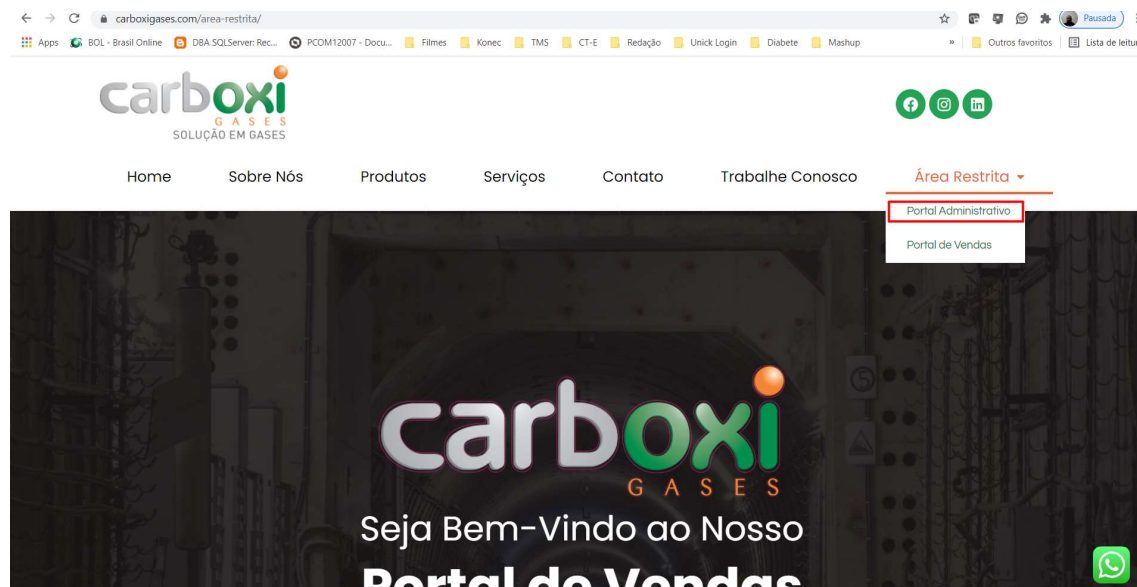 carboxigases.com/area-restrita/
Pausada
Apps BOL - Brasil Online DBA SQLServer: Rec... PCOM12007 - Docu... Filmes Konec TMS CT-E Redação Unick Login Diabete Mashup » Outros favoritos Lista de leitur
carboxi
GASES
SOLUÇÃO EM GASES
Home Sobre Nós Produtos Serviços Contato Trabalhe Conosco Área Restrita
Portal Administrativo
Portal de Vendas
carboxi
GASES
Seja Bem-Vindo ao Nosso
Portal de Vendas